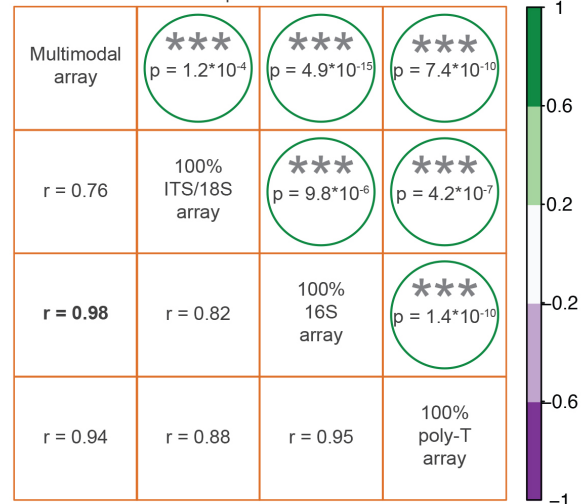 Multimodal
array
***
p = 1.2*10-4
***
p = 4.9*10-15
***
p = 7.4*10-10
r = 0.76
100%
ITS/18S
array
***
p = 9.8*10-6
***
p = 4.2*10-7
r = 0.98
r = 0.82
100%
16S
array
***
p = 1.4*10-10
r = 0.94
r = 0.88
r = 0.95
100%
poly-T
array
1
0.6
0.2
−0.2
−0.6
−1